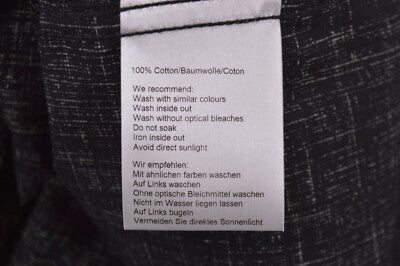 100% Cotton/Baumwolle/Coton
We recommend:
Wash with similar colours
Wash inside out
Wash without optical bleaches
Do not soak
Iron inside out
Avoid direct sunlight
Wir empfehlen:
Mit ahnlichen farben waschen
Auf Links waschen
Ohne optische Bleichmittel waschen
Nicht im Wasser liegen lassen
Auf Links bugeln
Vermeiden Sie direktes Sonnenlicht